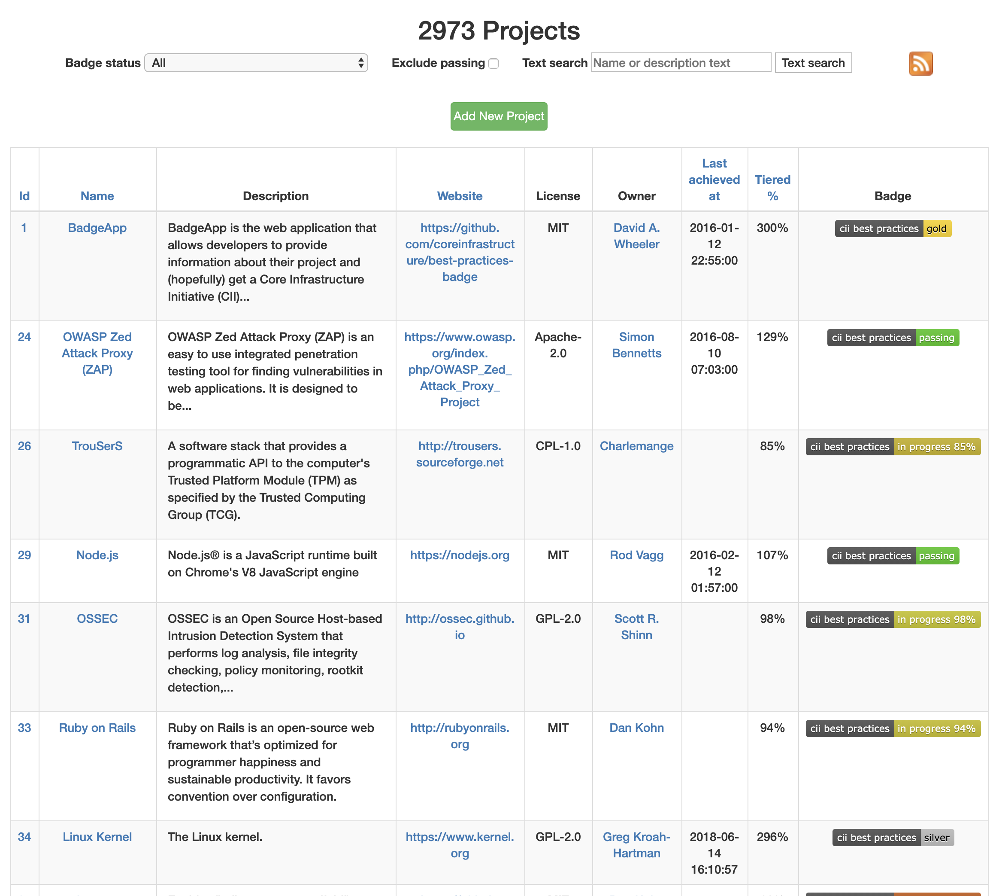 2973 Projects
Badge status All Exclude passing Text search Name or description text Text search
Add New Project
Id Name Description Website License Owner Last achieved at Tiered % Badge
1
BadgeApp
BadgeApp is the web application that
allows developers to provide
information about their project and
(hopefully) get a Core Infrastructure
Initiative (CII)...
https://github.
com/coreinfrastruct
ure/best-practices-
badge
MIT
David A.
Wheeler
2016-01-
12
22:55:00
300%
cii best practices gold
24
OWASP Zed
Attack Proxy
(ZAP)
OWASP Zed Attack Proxy (ZAP) is an
easy to use integrated penetration
testing tool for finding vulnerabilities in
web applications. It is designed to
be...
https://www.owasp.
org/index.
php/OWASP_Zed_
Attack_Proxy_
Project
Apache-
2.0
Simon
Bennetts
2016-08-
10
07:03:00
129%
cii best practices passing
26
TrouSerS
A software stack that provides a
programmatic API to the computer's
Trusted Platform Module (TPM) as
specified by the Trusted Computing
Group (TCG).
http://trousers.
sourceforge.net
CPL-1.0
Charlemange
85%
cii best practices in progress 85%
29
Node.js
Node.js® is a JavaScript runtime built
on Chrome's V8 JavaScript engine
https://nodejs.org
MIT
Rod Vagg
2016-02-
12
01:57:00
107%
cii best practices passing
31
OSSEC
OSSEC is an Open Source Host-based
Intrusion Detection System that
performs log analysis, file integrity
checking, policy monitoring, rootkit
detection,...
http://ossec.github.
io
GPL-2.0
Scott R.
Shinn
98%
cii best practices in progress 98%
33
Ruby on Rails
Ruby on Rails is an open-source web
framework that’s optimized for
programmer happiness and
sustainable productivity. It favors
convention over configuration.
http://rubyonrails.
org
MIT
Dan Kohn
94%
cii best practices in progress 94%
34
Linux Kernel
The Linux kernel.
https://www.kernel.
org
GPL-2.0
Greg Kroah-
Hartman
2018-06-
14
16:10:57
296%
cii best practices silver